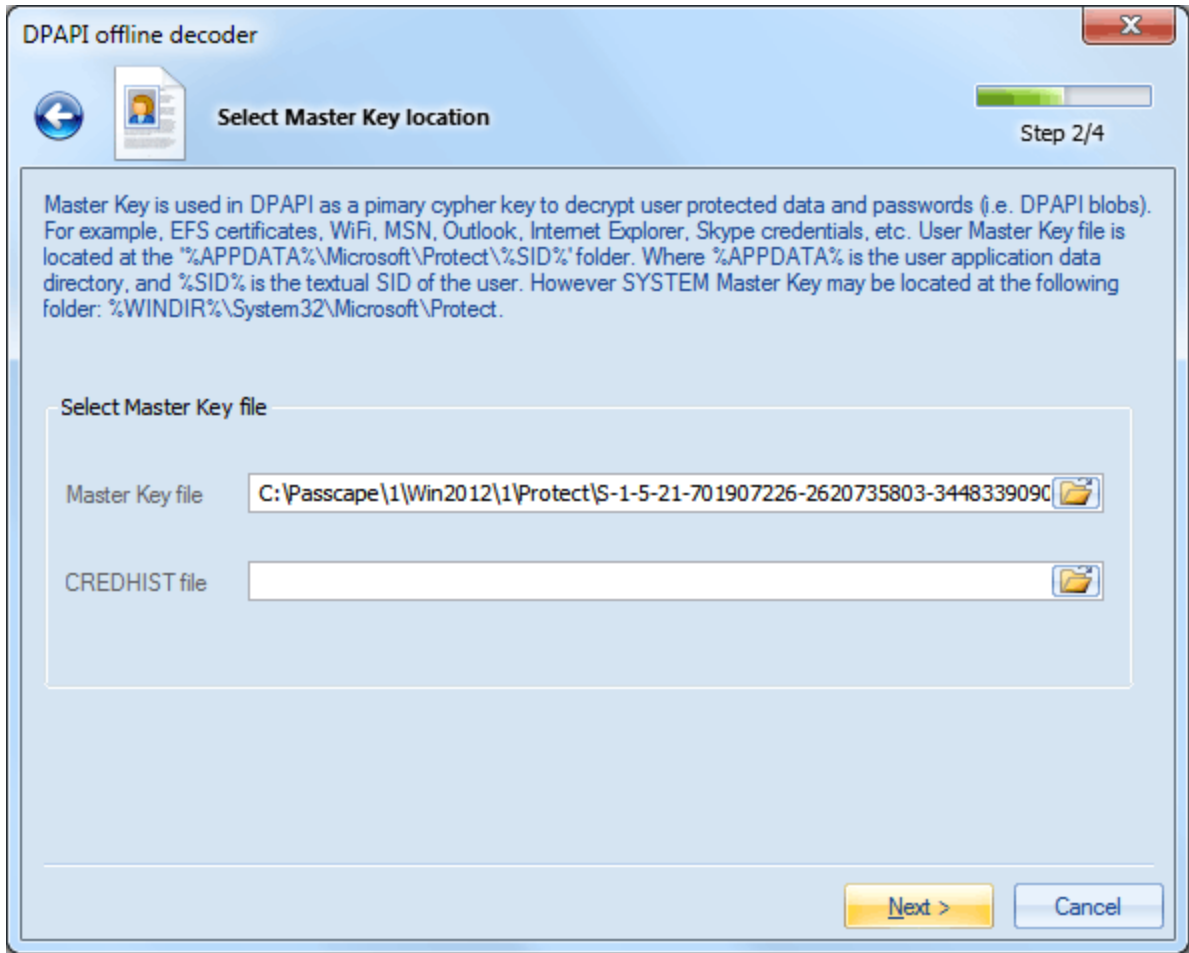 DPAPI offline decoder
Select Master Key location
Step 2/4
Master Key is used in DPAPI as a pimary cypher key to decrypt user protected data and passwords (i.e. DPAPI blobs).
For example, EFS certificates, WiFi, MSN, Outlook, Internet Explorer, Skype credentials, etc. User Master Key file is
located at the '%APPDATA%\Microsoft\Protect\%SID%' folder. Where %APPDATA% is the user application data
directory, and %SID% is the textual SID of the user. However SYSTEM Master Key may be located at the following
folder: %WINDIR%\System32\Microsoft\Protect.
Select Master Key file
Master Key file
C:\Passcape\1\Win2012\1\Protect\S-1-5-21-701907226-2620735803-3448339090
CREDHIST file
Next >
Cancel